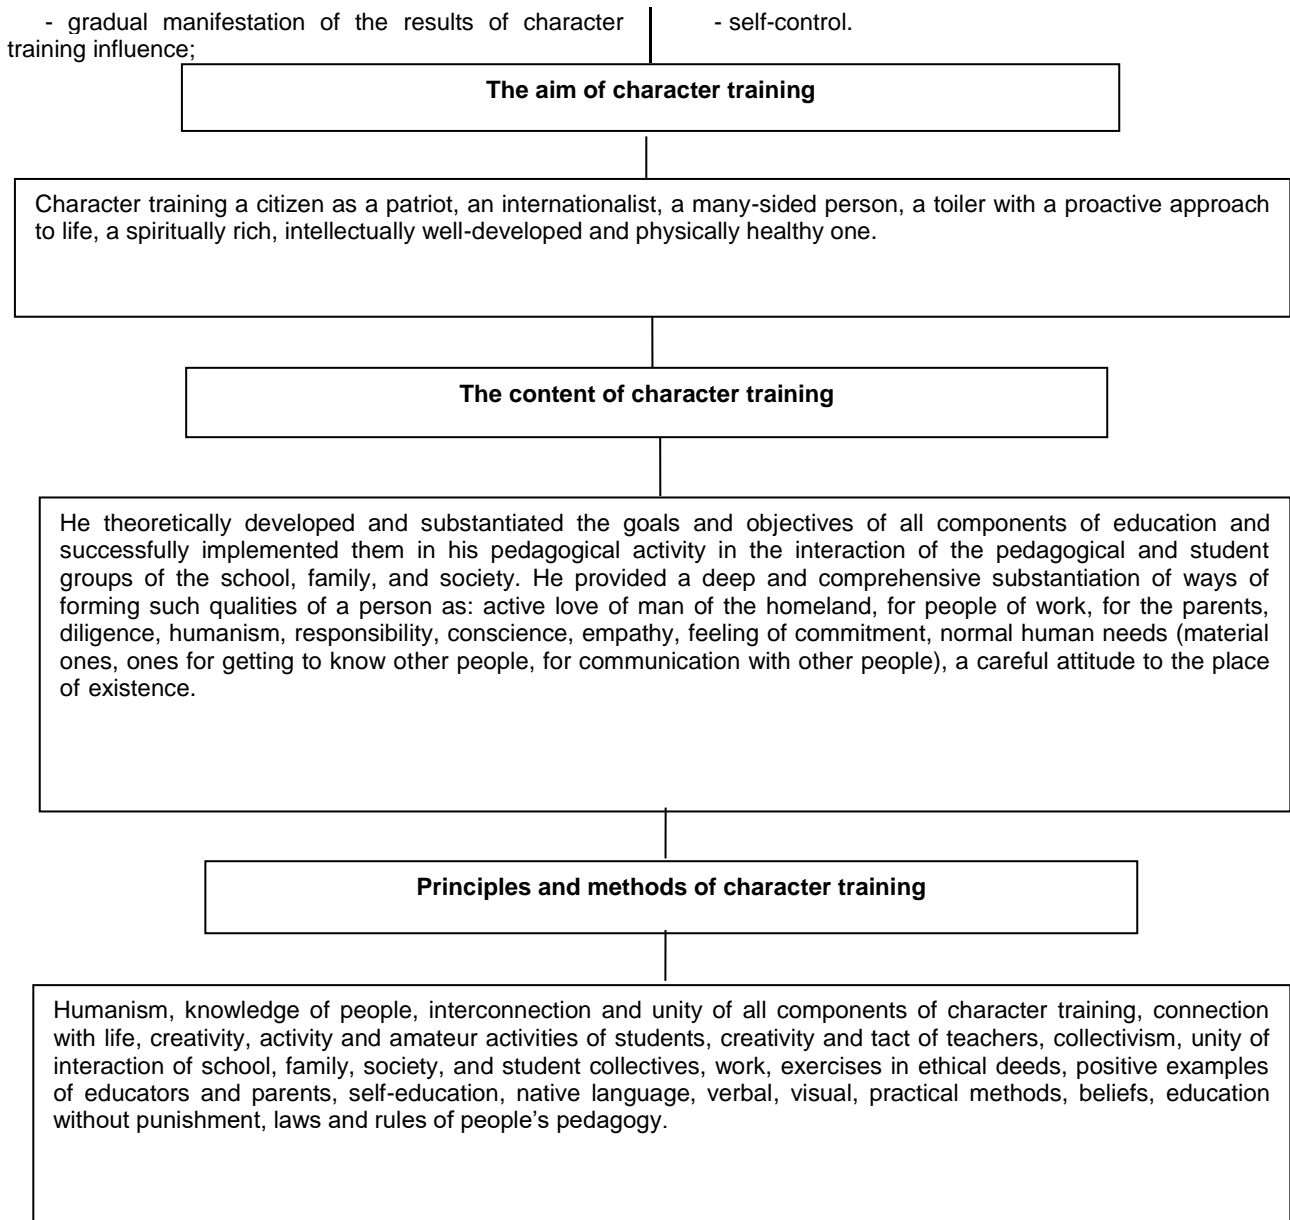 - gradual manifestation of the results of character
training influence;
- self-control.
The aim of character training
Character training a citizen as a patriot, an internationalist, a many-sided person, a toiler with a proactive approach
to life, a spiritually rich, intellectually well-developed and physically healthy one.
The content of character training
He theoretically developed and substantiated the goals and objectives of all components of education and
successfully implemented them in his pedagogical activity in the interaction of the pedagogical and student
groups of the school, family, and society. He provided a deep and comprehensive substantiation of ways of
forming such qualities of a person as: active love of man of the homeland, for people of work, for the parents,
diligence, humanism, responsibility, conscience, empathy, feeling of commitment, normal human needs (material
ones, ones for getting to know other people, for communication with other people), a careful attitude to the place
of existence.
Principles and methods of character training
Humanism, knowledge of people, interconnection and unity of all components of character training, connection
with life, creativity, activity and amateur activities of students, creativity and tact of teachers, collectivism, unity of
interaction of school, family, society, and student collectives, work, exercises in ethical deeds, positive examples
of educators and parents, self-education, native language, verbal, visual, practical methods, beliefs, education
without punishment, laws and rules of people’s pedagogy.